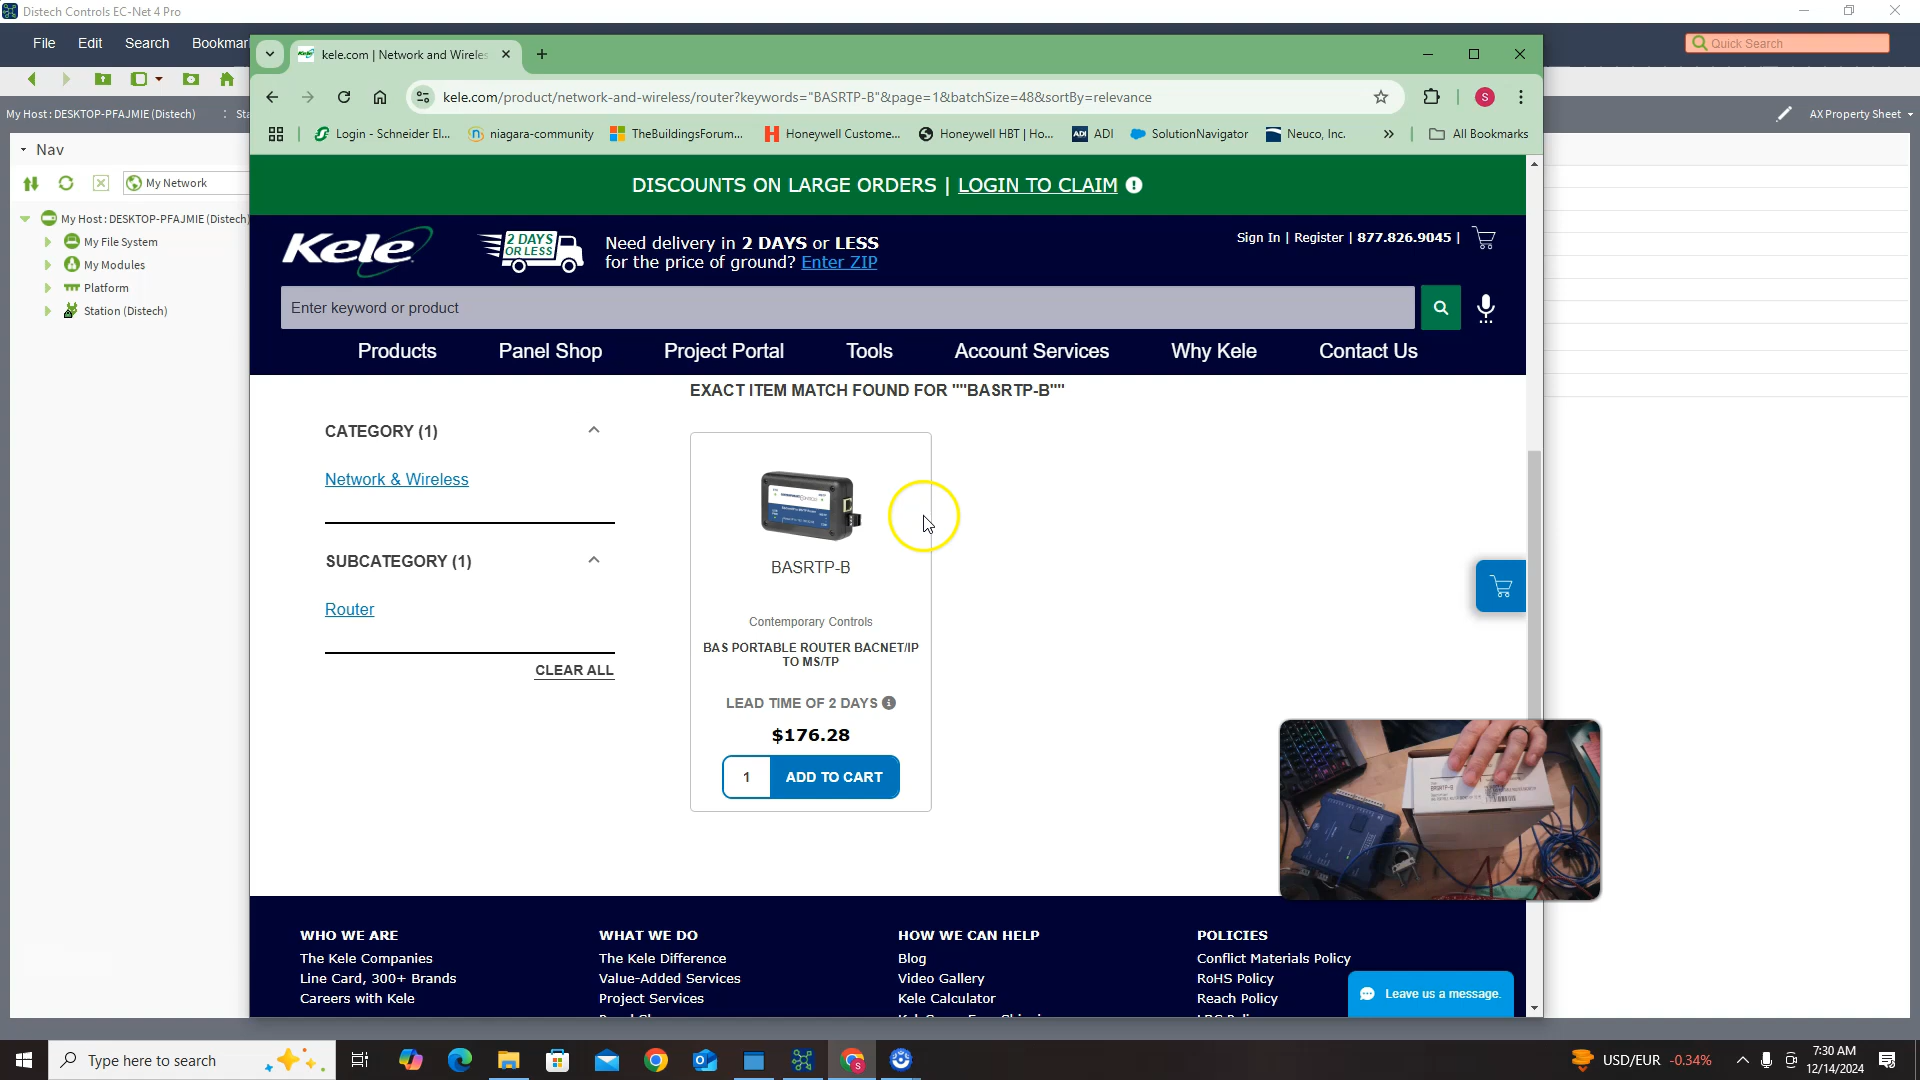 Distech Controls EC-Net 4 Pro
File Edit Search Bookmar
Quick Search
My Host : DESKTOP-PFAJMIE (Distech) : Sta
AX Property Sheet
Nav
My Network
My Host : DESKTOP-PFAJMIE (Distech)
My File System
My Modules
Platform
Station (Distech)
kele.com | Network and Wireles
kele.com/product/network-and-wireless/router?keywords="BASRTP-B"&page=1&batchSize=48&sortBy=relevance
S
Login - Schneider El...
niagara-community
TheBuildingsForum...
Honeywell Custome...
Honeywell HBT | Ho...
ADI ADI
SolutionNavigator
Neuco, Inc.
»
All Bookmarks
DISCOUNTS ON LARGE ORDERS | LOGIN TO CLAIM
Kele
2 DAYS
OR LESS
Need delivery in 2 DAYS or LESS
for the price of ground? Enter ZIP
Sign In | Register | 877.826.9045 |
Enter keyword or product
Products Panel Shop Project Portal Tools Account Services Why Kele Contact Us
EXACT ITEM MATCH FOUND FOR ""BASRTP-B""
CATEGORY (1)
Network & Wireless
SUBCATEGORY (1)
Router
CLEAR ALL
BASRTP-B
Contemporary Controls
BAS PORTABLE ROUTER BACNET/IP
TO MS/TP
LEAD TIME OF 2 DAYS
$176.28
1 ADD TO CART
BASRTP-B
WHO WE ARE
The Kele Companies
Line Card, 300+ Brands
Careers with Kele
WHAT WE DO
The Kele Difference
Value-Added Services
Project Services
HOW WE CAN HELP
Blog
Video Gallery
Kele Calculator
POLICIES
Conflict Materials Policy
RoHS Policy
Reach Policy
Leave us a message.
Type here to search
USD/EUR -0.34%
7:30 AM
12/14/2024